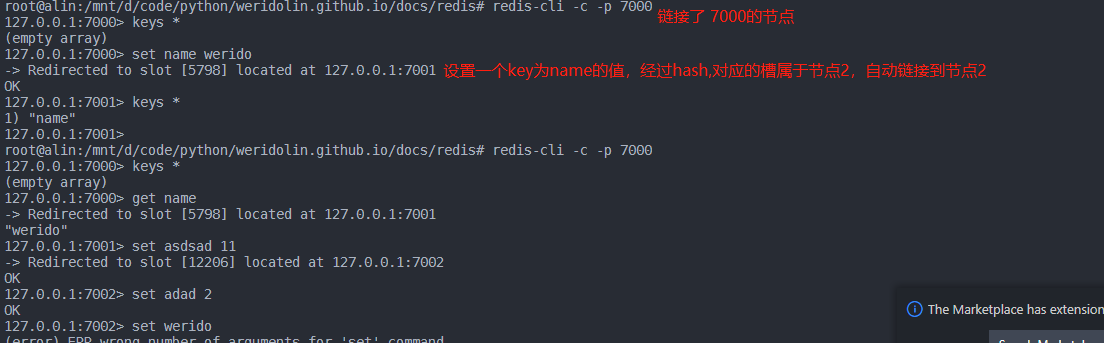 root@alin:/mnt/d/code/python/weridolin.github.io/docs/redis# redis-cli -c -p 7000
链接了 7000的节点
127.0.0.1:7000> keys *
(empty array)
127.0.0.1:7000> set name werido
-> Redirected to slot [5798] located at 127.0.0.1:7001
设置一个key为name的值，经过hash,对应的槽属于节点2，自动链接到节点2
OK
127.0.0.1:7001> keys *
1) "name"
127.0.0.1:7001>
root@alin:/mnt/d/code/python/weridolin.github.io/docs/redis# redis-cli -c -p 7000
127.0.0.1:7000> keys *
(empty array)
127.0.0.1:7000> get name
-> Redirected to slot [5798] located at 127.0.0.1:7001
"werido"
127.0.0.1:7001> set asdsad 11
-> Redirected to slot [12206] located at 127.0.0.1:7002
OK
127.0.0.1:7002> set adad 2
OK
The Marketplace has extension
127.0.0.1:7002> set werido
(error) ERR wrong number of arguments for 'set' command